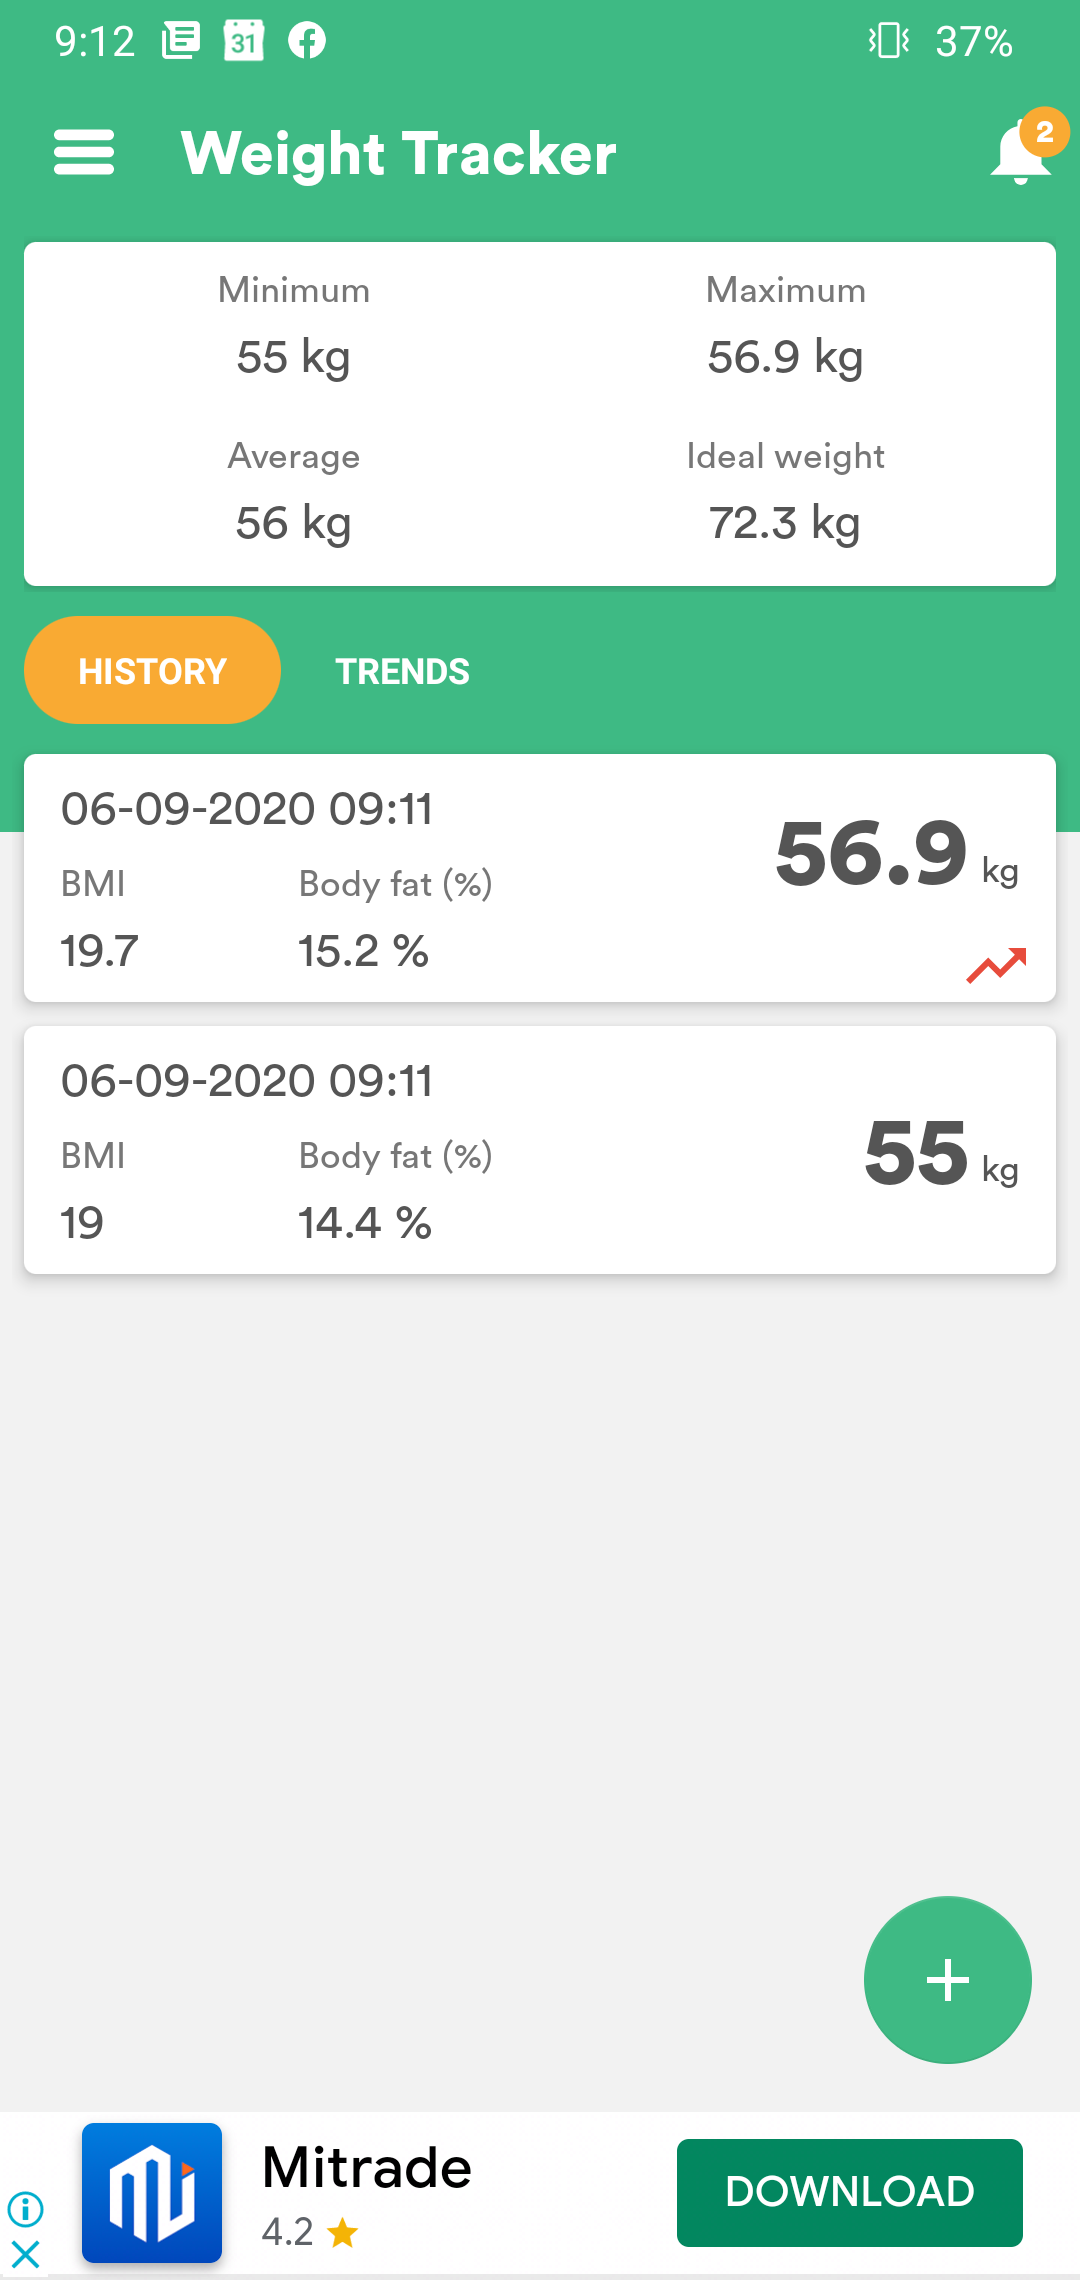 9:12 31 37%
Weight Tracker 2
Minimum Maximum
55 kg 56.9 kg
Average Ideal weight
56 kg 72.3 kg
HISTORY TRENDS
06-09-2020 09:11
56.9 kg
BMI Body fat (%)
19.7 15.2 %
06-09-2020 09:11
55 kg
BMI Body fat (%)
19 14.4 %
Mitrade
4.2
DOWNLOAD